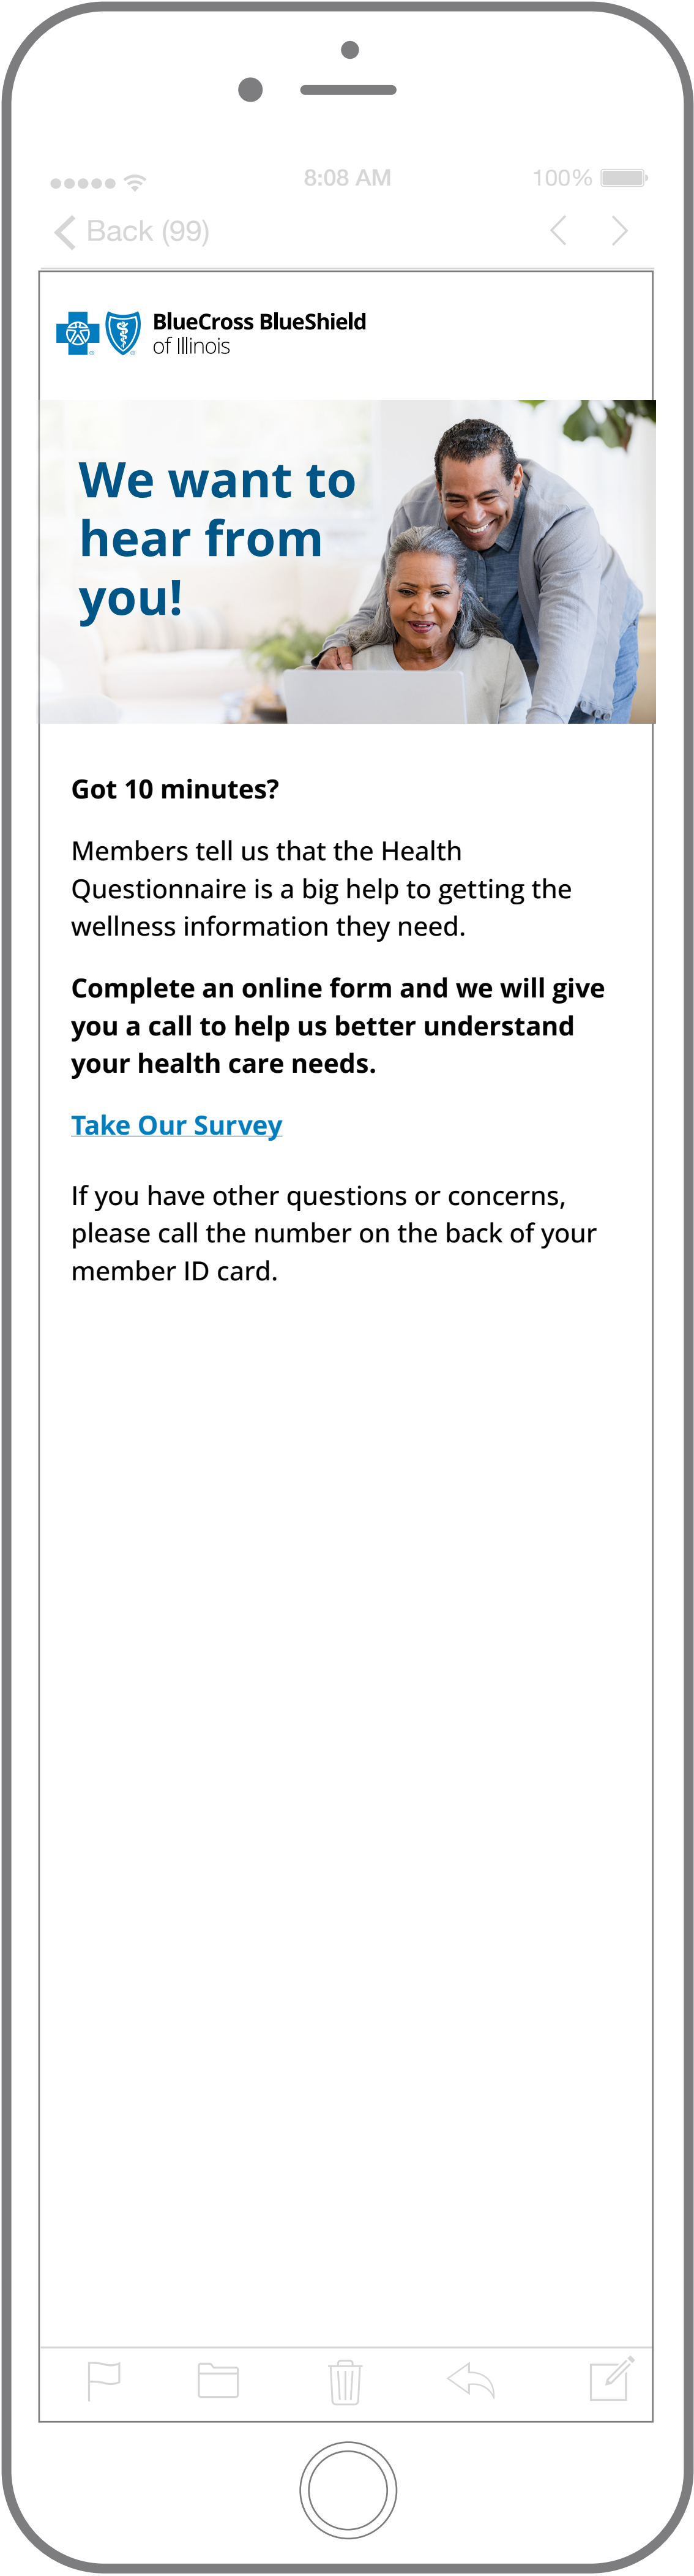 8:08 AM
100%
Back (99)
BlueCross BlueShield
of Illinois
We want to
hear from
you!
Got 10 minutes?
Members tell us that the Health
Questionnaire is a big help to getting the
wellness information they need.
Complete an online form and we will give
you a call to help us better understand
your health care needs.
Take Our Survey
If you have other questions or concerns,
please call the number on the back of your
member ID card.